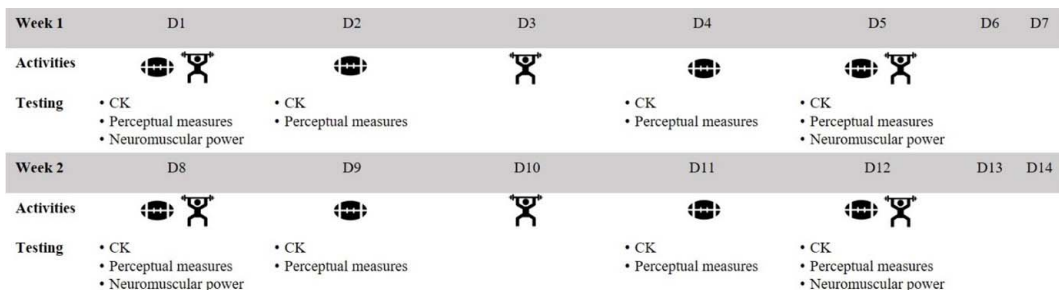 Week 1 D1 D2 D3 D4 D5 D6 D7
Activities
Testing • CK • CK • CK • CK
• Perceptual measures • Perceptual measures • Perceptual measures • Perceptual measures
• Neuromuscular power • Neuromuscular power
Week 2 D8 D9 D10 D11 D12 D13 D14
Activities
Testing • CK • CK • CK • CK
• Perceptual measures • Perceptual measures • Perceptual measures • Perceptual measures
• Neuromuscular power • Neuromuscular power